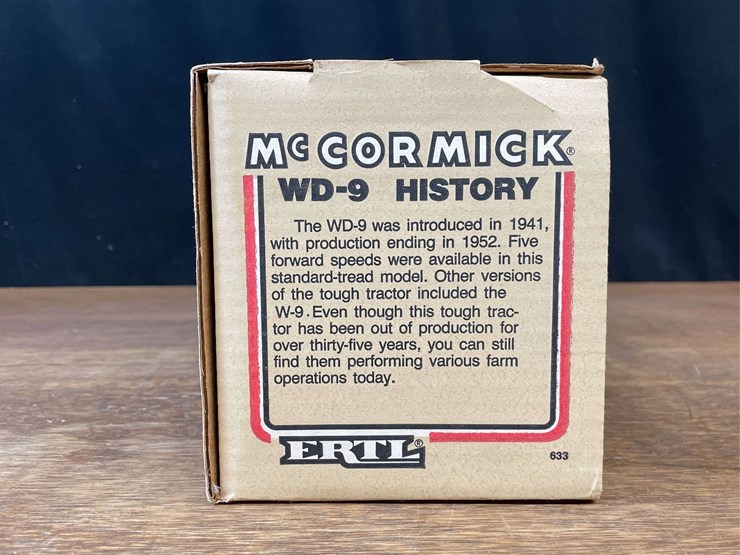 McCORMICK®
WD-9 HISTORY
The WD-9 was introduced in 1941,
with production ending in 1952. Five
forward speeds were available in this
standard-tread model. Other versions
of the tough tractor included the
W-9. Even though this tough trac-
tor has been out of production for
over thirty-five years, you can still
find them performing various farm
operations today.
ERTL®
633